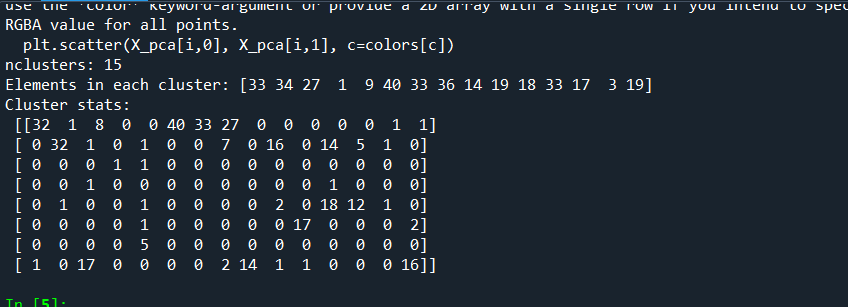 use the *color* keyword-argument or provide a 2D array with a single row if you intend to spec
RGBA value for all points.
  plt.scatter(X_pca[i,0], X_pca[i,1], c=colors[c])
nclusters: 15
Elements in each cluster: [33 34 27  1  9 40 33 36 14 19 18 33 17  3 19]
Cluster stats:
 [[32  1  8  0  0 40 33 27  0  0  0  0  0  1  1]
 [ 0 32  1  0  1  0  0  7  0 16  0 14  5  1  0]
 [ 0  0  0  1  1  0  0  0  0  0  0  0  0  0  0]
 [ 0  0  1  0  0  0  0  0  0  0  0  1  0  0  0]
 [ 0  1  0  0  1  0  0  0  0  2  0 18 12  1  0]
 [ 0  0  0  0  1  0  0  0  0  0 17  0  0  0  2]
 [ 0  0  0  0  5  0  0  0  0  0  0  0  0  0  0]
 [ 1  0 17  0  0  0  0  2 14  1  1  0  0  0 16]]
In [5]: